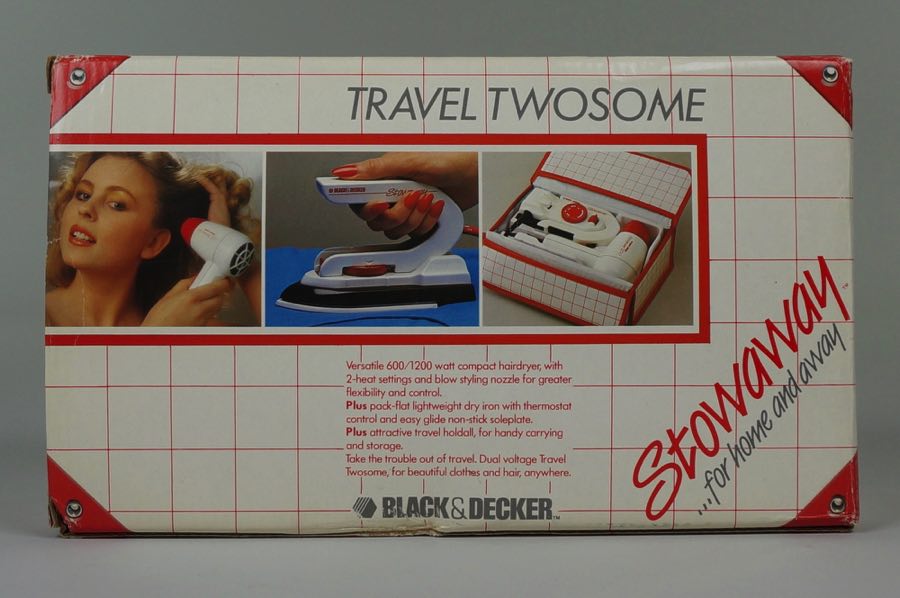 TRAVEL TWOSOME
BLACK & DECKER
Stowaway
Versatile 600/1200 watt compact hairdryer, with
2-heat settings and blow styling nozzle for greater
flexibility and control.
Plus pack-flat lightweight dry iron with thermostat
control and easy glide non-stick soleplate.
Plus attractive travel holdall, for handy carrying
and storage.
Take the trouble out of travel. Dual voltage Travel
Twosome, for beautiful clothes and hair, anywhere.
Stowaway™
...for home and away
BLACK&DECKER™